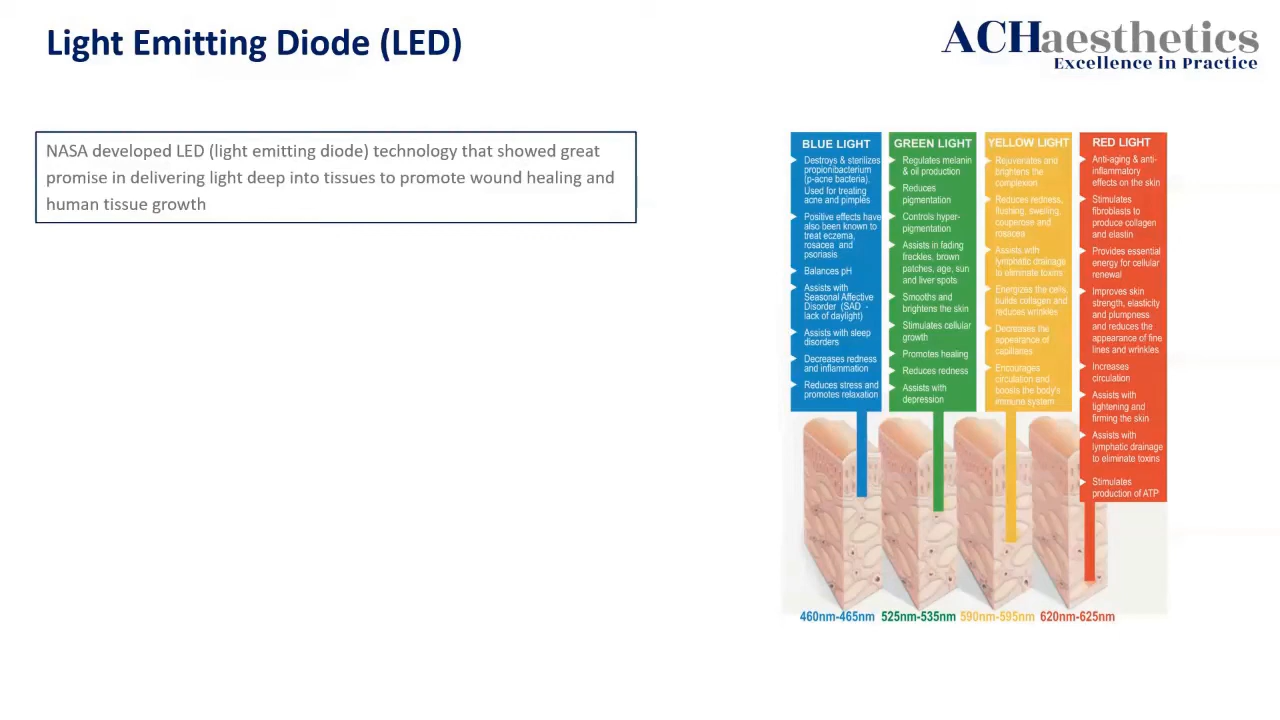 Light Emitting Diode (LED)
ACHaesthetics
Excellence in Practice
NASA developed LED (light emitting diode) technology that showed great
promise in delivering light deep into tissues to promote wound healing and
human tissue growth
BLUE LIGHT
Destroys & sterilizes
propionibacterium
(p-acne bacteria).
Used for treating
acne and pimples
Positive effects have
also been known to
treat eczema,
rosacea and
psoriasis
Balances pH
Assists with
Seasonal Affective
Disorder (SAD -
lack of daylight)
Assists with sleep
disorders
Decreases redness
and inflammation
Reduces stress and
promotes relaxation
GREEN LIGHT
Regulates melanin
& oil production
Reduces
pigmentation
Controls hyper-
pigmentation
Assists in fading
freckles, brown
patches, age, sun
and liver spots
Smooths and
brightens the skin
Stimulates cellular
growth
Promotes healing
Reduces redness
Assists with
depression
YELLOW LIGHT
Rejuvenates and
brightens the
complexion
Reduces redness,
flushing, swelling,
couperose and
rosacea
Assists with
lymphatic drainage
to eliminate toxins
Energizes the cells,
builds collagen and
reduces wrinkles
Decreases the
appearance of
capillaries
Encourages
circulation and
boosts the body's
immune system
RED LIGHT
Anti-aging & anti-
inflammatory
effects on the skin
Stimulates
fibroblasts to
produce collagen
and elastin
Provides essential
energy for cellular
renewal
Improves skin
strength, elasticity
and plumpness
and reduces the
appearance of fine
lines and wrinkles
Increases
circulation
Assists with
tightening and
firming the skin
Assists with
lymphatic drainage
to eliminate toxins
Stimulates
production of ATP
460nm-465nm 525nm-535nm 590nm-595nm 620nm-625nm